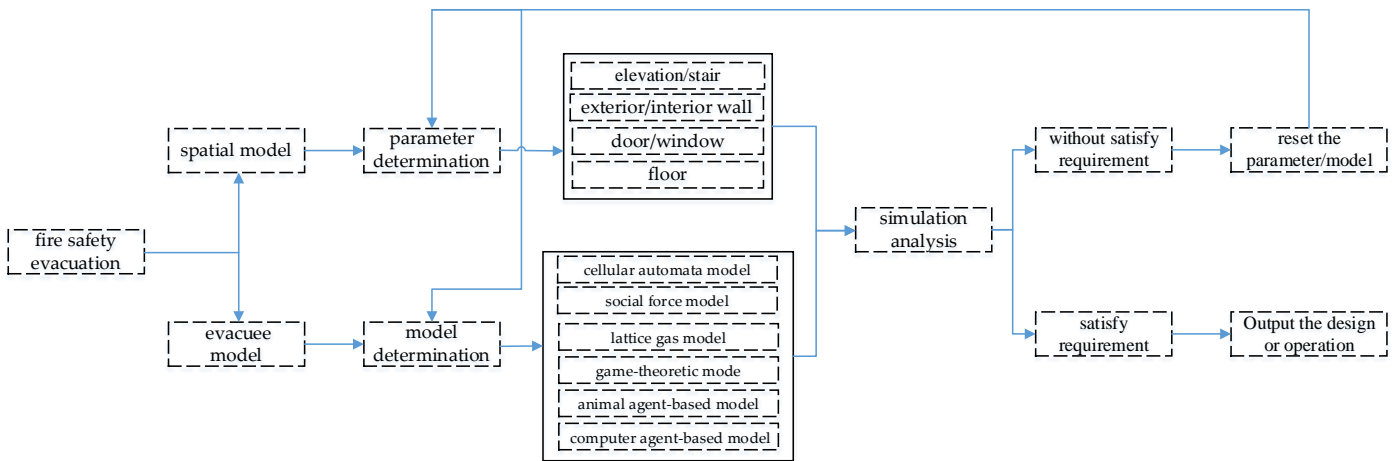 fire safety
evacuation
spatial model
parameter
determination
elevation/stair
exterior/interior wall
door/window
floor
evacuee
model
model
determination
cellular automata model
social force model
lattice gas model
game-theoretic mode
animal agent-based model
computer agent-based model
simulation
analysis
without satisfy
requirement
reset the
parameter/model
satisfy
requirement
Output the design
or operation